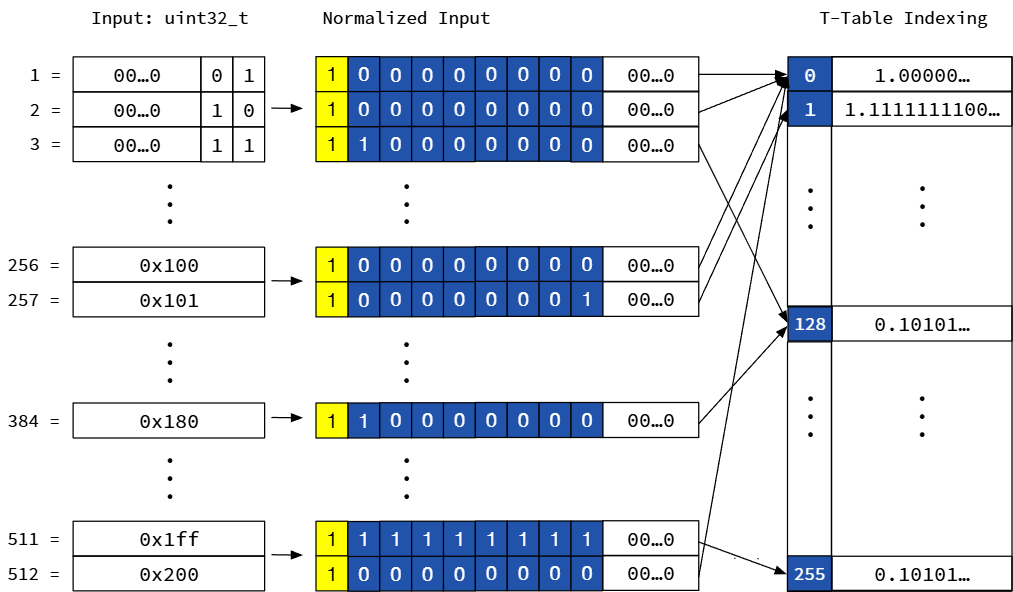 Input: uint32_t Normalized Input T-Table Indexing
1 = 00…0 0 1 1 0 0 0 0 0 0 0 0 00…0 0 1.00000…
2 = 00…0 1 0 1 0 0 0 0 0 0 0 0 00…0 1 1.1111111100…
3 = 00…0 1 1 1 1 0 0 0 0 0 0 0 00…0
256 = 0x100 1 0 0 0 0 0 0 0 0 00…0
257 = 0x101 1 0 0 0 0 0 0 0 1 00…0
128 0.10101…
384 = 0x180 1 1 0 0 0 0 0 0 0 00…0
511 = 0x1ff 1 1 1 1 1 1 1 1 1 00…0
512 = 0x200 1 0 0 0 0 0 0 0 0 00…0 255 0.10101…